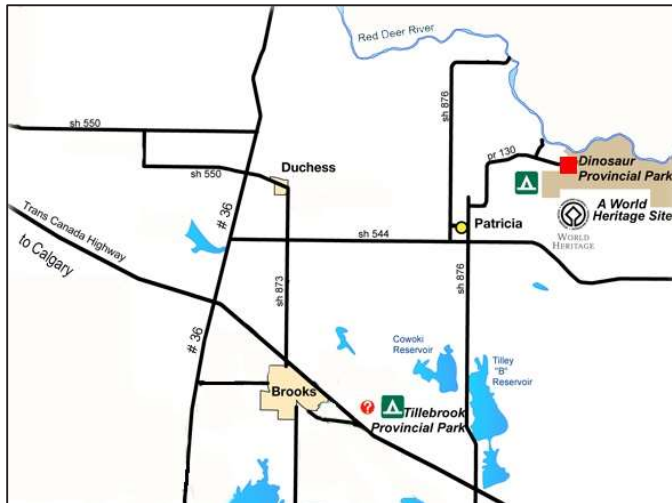 Red Deer River
sh 550
sh 876
Duchess
sh 550
pr 130
Dinosaur
Provincial Park
# 36
A World
Heritage Site
WORLD
HERITAGE
Patricia
Trans Canada Highway
to Calgary
sh 544
sh 873
sh 876
# 36
Cowoki
Reservoir
Tilley
"B"
Reservoir
Brooks
?
Tillebrook
Provincial Park